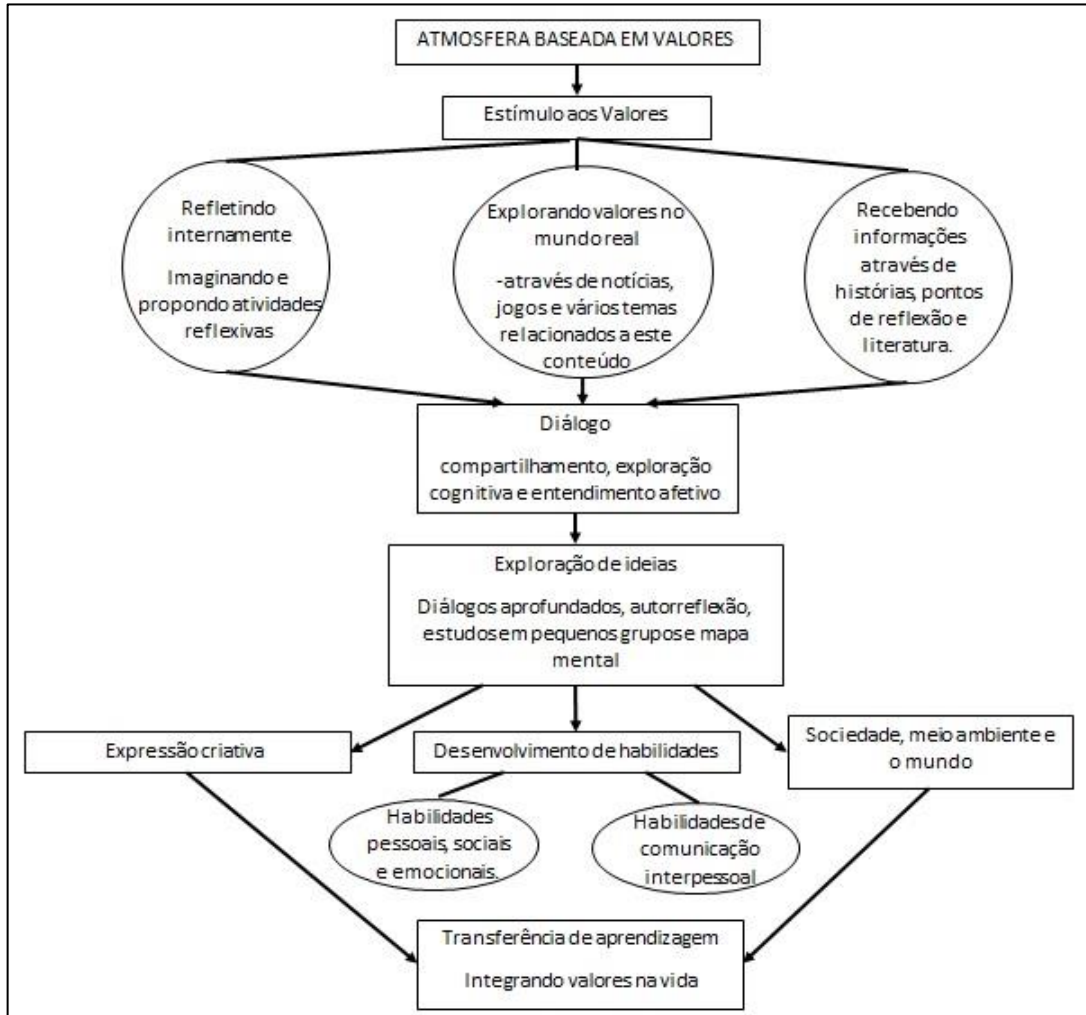 ATMOSFERA BASEADA EM VALORES
Estímulo aos Valores
Refletindo
internamente
Imaginando e
propondo atividades
reflexivas
Explorando valores no
mundo real
-através de notícias,
jogos e vários temas
relacionados a este
conteúdo
Recebendo
informações
através de
histórias, pontos
de reflexão e
literatura.
Diálogo
compartilhamento, exploração
cognitiva e entendimento afetivo
Exploração de ideias
Diálogos aprofundados, autorreflexão,
estudos em pequenos grupos e mapa
mental
Expressão criativa
Desenvolvimento de habilidades
Sociedade, meio ambiente e
o mundo
Habilidades
pessoais, sociais
e emocionais.
Habilidades de
comunicação
interpessoal
Transferência de aprendizagem
Integrando valores na vida